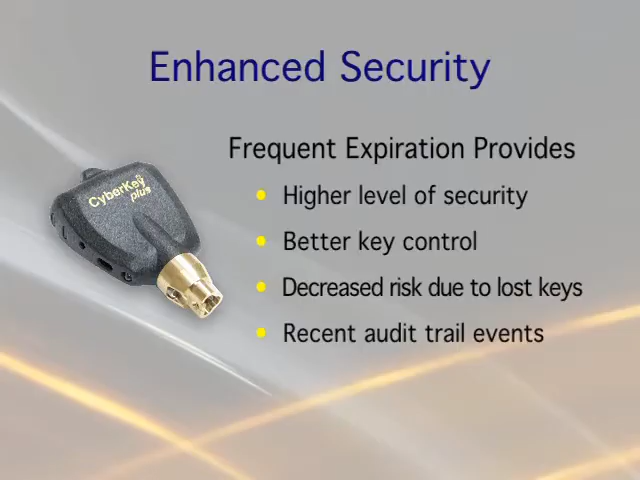 Enhanced Security
Frequent Expiration Provides
Higher level of security
Better key control
Decreased risk due to lost keys
Recent audit trail events
CyberKey
plus